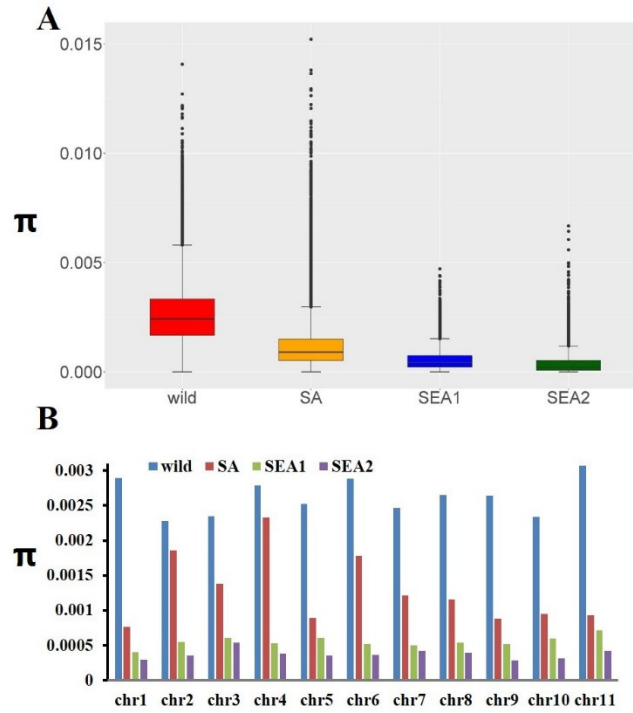 A
0.015
0.010
π
0.005
0.000
wild SA SEA1 SEA2
B
wild SA SEA1 SEA2
0.003
0.0025
π
0.002
0.0015
0.001
0.0005
0
chr1 chr2 chr3 chr4 chr5 chr6 chr7 chr8 chr9 chr10 chr11